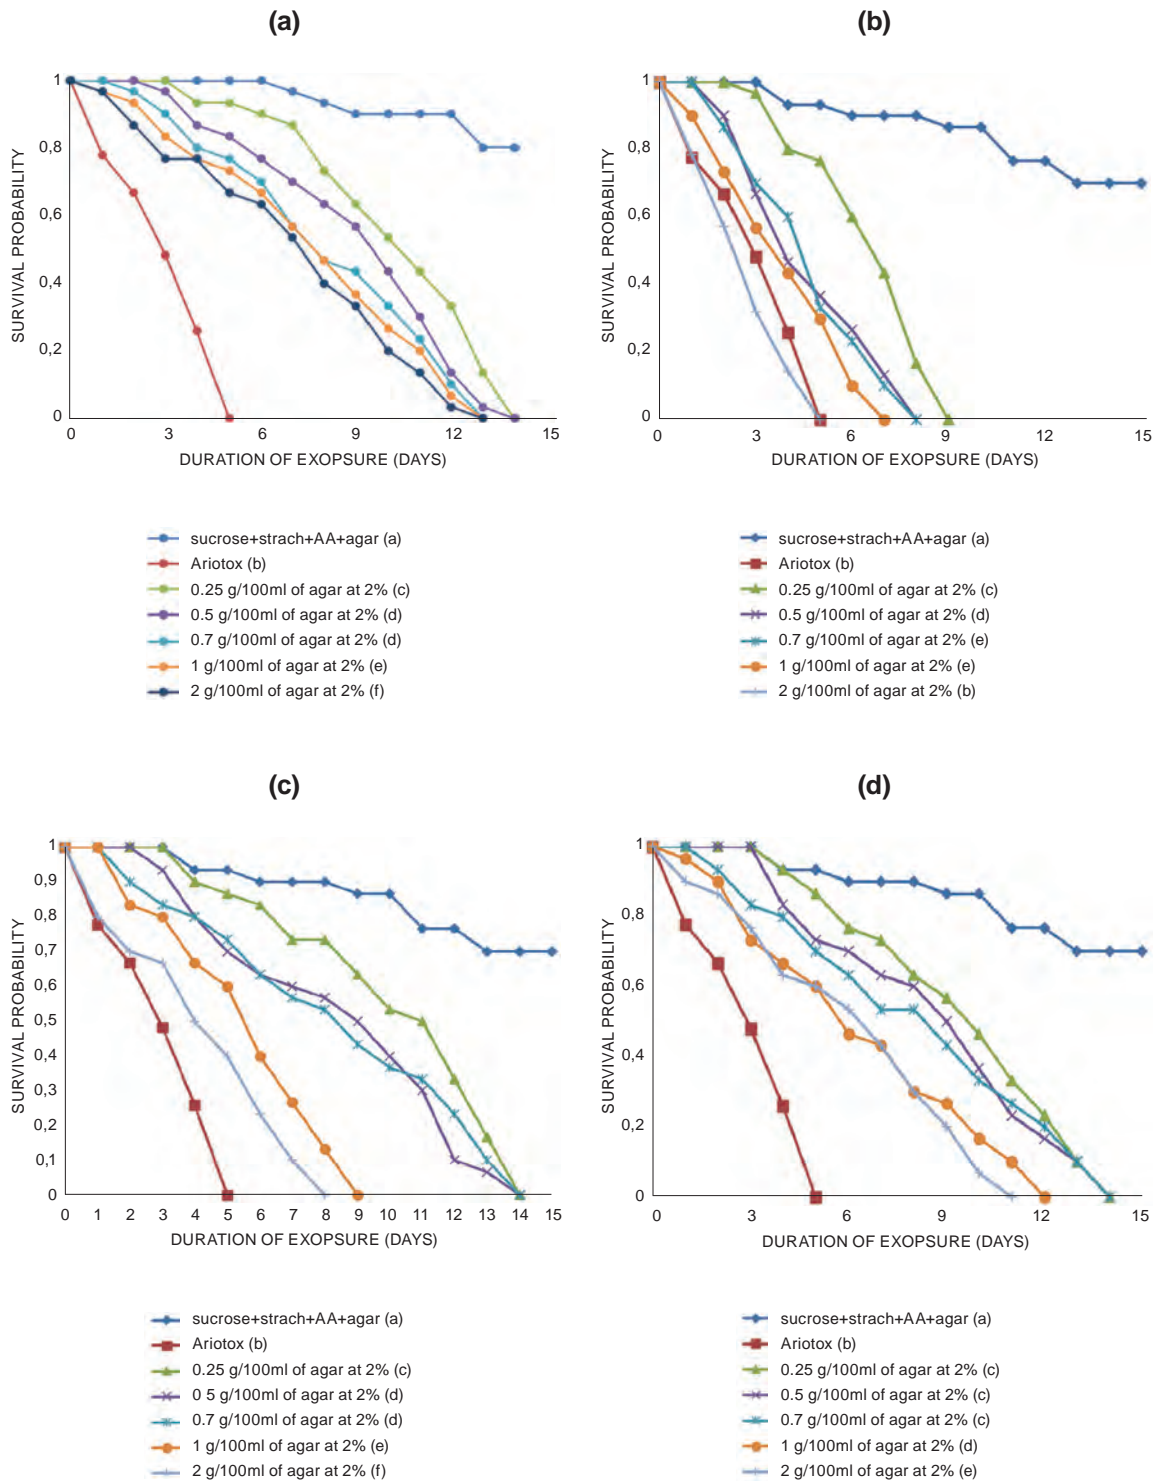 (a)
SURVIVAL PROBABILITY
1
0,8
0,6
0,4
0,2
0
0 3 6 9 12 15
DURATION OF EXOPSURE (DAYS)
sucrose+strach+AA+agar (a)
Ariotox (b)
0.25 g/100ml of agar at 2% (c)
0.5 g/100ml of agar at 2% (d)
0.7 g/100ml of agar at 2% (d)
1 g/100ml of agar at 2% (e)
2 g/100ml of agar at 2% (f)
(b)
SURVIVAL PROBABILITY
1
0,8
0,6
0,4
0,2
0
0 3 6 9 12 15
DURATION OF EXOPSURE (DAYS)
sucrose+strach+AA+agar (a)
Ariotox (b)
0.25 g/100ml of agar at 2% (c)
0.5 g/100ml of agar at 2% (d)
0.7 g/100ml of agar at 2% (e)
1 g/100ml of agar at 2% (e)
2 g/100ml of agar at 2% (b)
(c)
SURVIVAL PROBABILITY
1
0,9
0,8
0,7
0,6
0,5
0,4
0,3
0,2
0,1
0
0 1 2 3 4 5 6 7 8 9 10 11 12 13 14 15
DURATION OF EXOPSURE (DAYS)
sucrose+strach+AA+agar (a)
Ariotox (b)
0.25 g/100ml of agar at 2% (c)
0 5 g/100ml of agar at 2% (d)
0.7 g/100ml of agar at 2% (d)
1 g/100ml of agar at 2% (e)
2 g/100ml of agar at 2% (f)
(d)
SURVIVAL PROBABILITY
1
0,8
0,6
0,4
0,2
0
0 3 6 9 12 15
DURATION OF EXOPSURE (DAYS)
sucrose+strach+AA+agar (a)
Ariotox (b)
0.25 g/100ml of agar at 2% (c)
0.5 g/100ml of agar at 2% (c)
0.7 g/100ml of agar at 2% (c)
1 g/100ml of agar at 2% (d)
2 g/100ml of agar at 2% (e)